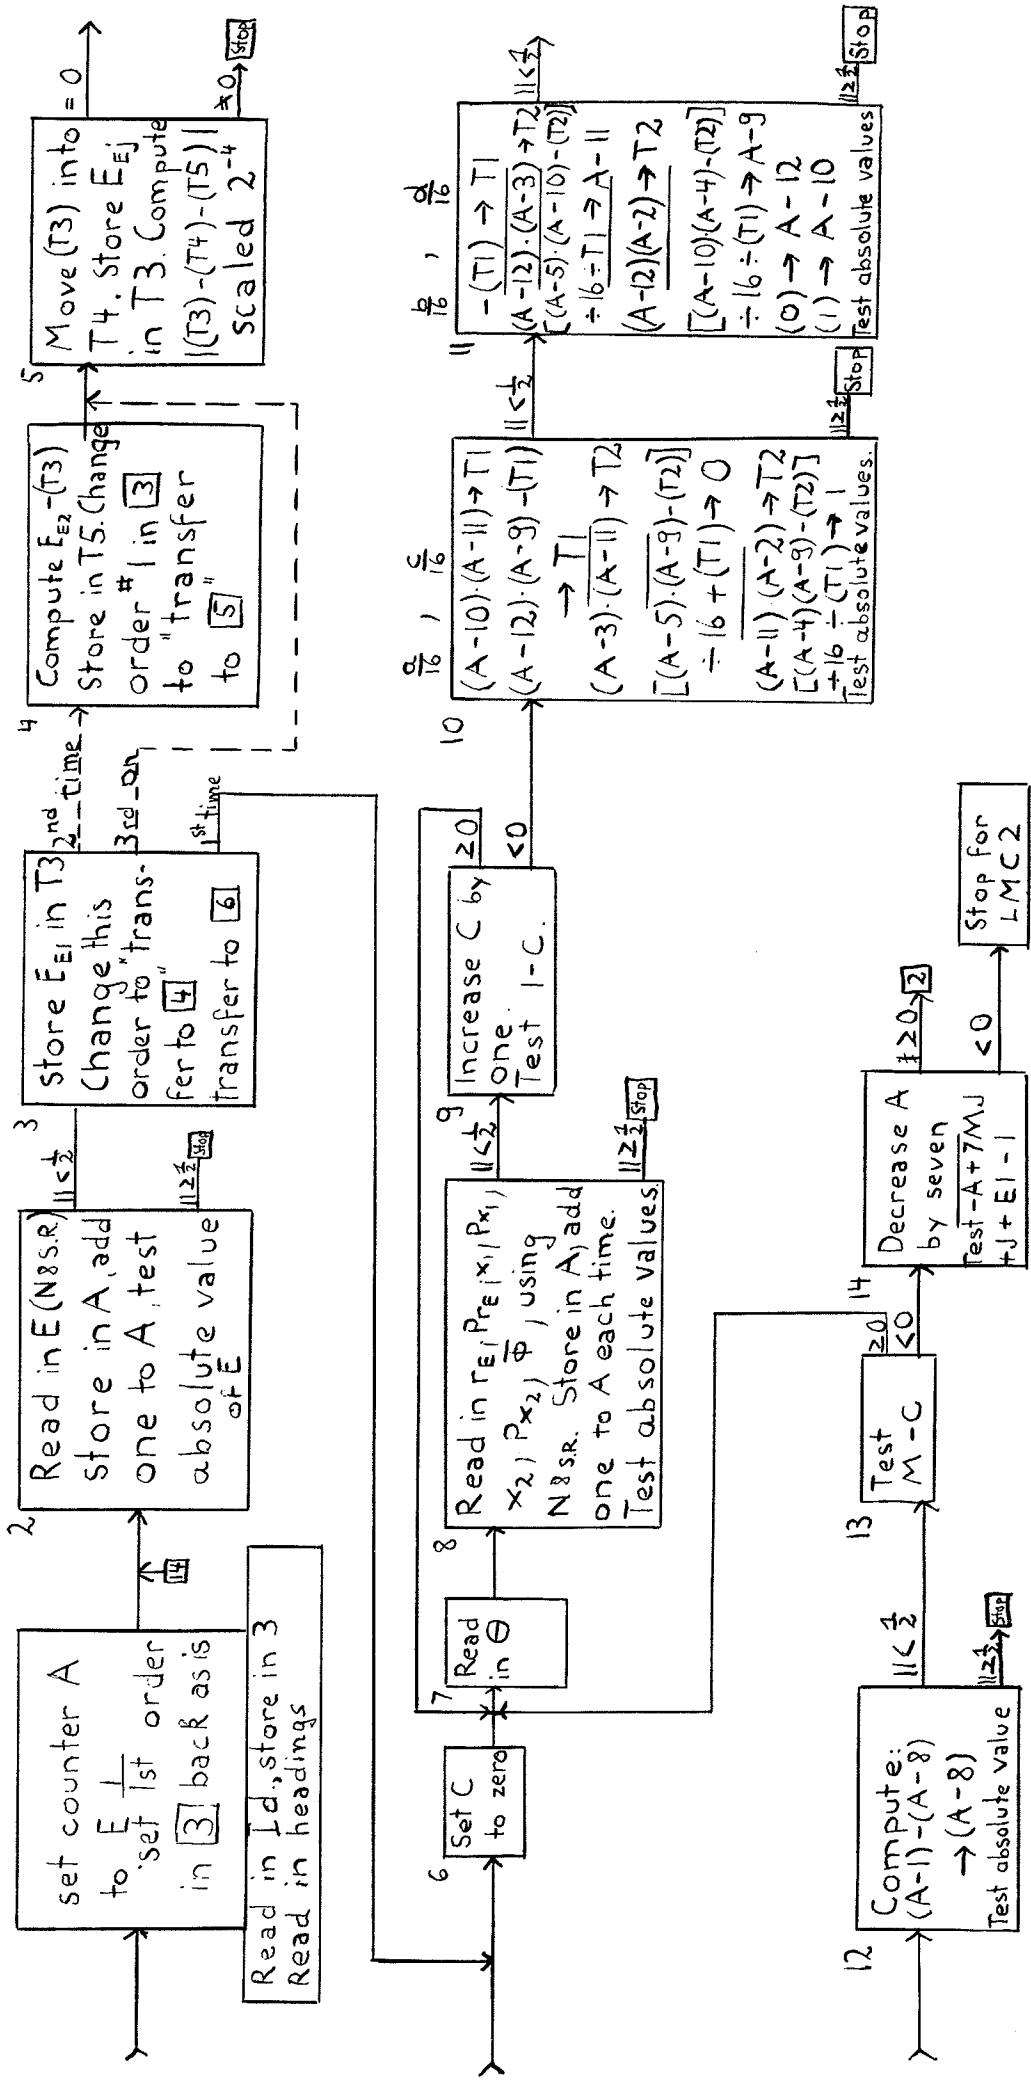 set counter A
to E 1
set 1st order
in 3 back as is
Read in Id., store in 3
Read in headings
14
2
Read in E (N8 S.R)
store in A, add
one to A, test
absolute value
of E
||<1/2
||≥1/2
Stop
3
store E_E1 in T3
Change this
order to "trans-
fer to 4"
transfer to 6
2nd time
3rd on
1st time
4
Compute E_E2-(T3)
Store in T5. Change
order #1 in 3
to "transfer
to 5"
5
Move (T3) into
T4. Store E_Ej
in T3. Compute
|(T3)-(T4)-(T5)|
scaled 2^-4
=0
≠0
Stop
6
Set C
to zero
7
Read
in Θ
8
Read in r_E, Pr_E, x_1, Px_1,
x_2, Px_2, Φ, using
N8 S.R. Store in A, add
one to A each time.
Test absolute values.
||<1/2
||≥1/2
Stop
9
Increase C by
one.
Test 1-C.
≥0
<0
10
a/16 , c/16
(A-10)·(A-11)→T1
(A-12)·(A-9)-(T1)
→T1
(A-3)·(A-11)→T2
[(A-5)·(A-9)-(T2)]
÷16÷(T1)→0
(A-11)·(A-2)→T2
[(A-4)(A-9)-(T2)]
÷16÷(T1)→1
Test absolute values.
||<1/2
||≥1/2
Stop
11
b/16 , d/16
-(T1)→T1
(A-12)·(A-3)→T2
[(A-5)·(A-10)-(T2)]
÷16÷T1→A-11
(A-12)(A-2)→T2
[(A-10)(A-4)-(T2)]
÷16÷(T1)→A-9
(0)→A-12
(1)→A-10
Test absolute values
||<1/2
||≥1/2
Stop
12
Compute:
(A-1)-(A-8)
→(A-8)
Test absolute value
||<1/2
||≥1/2
Stop
13
Test
M-C
≥0
<0
14
Decrease A
by seven
Test-A+7MJ
+J+E1-1
≥0
2
<0
Stop for
LMC2